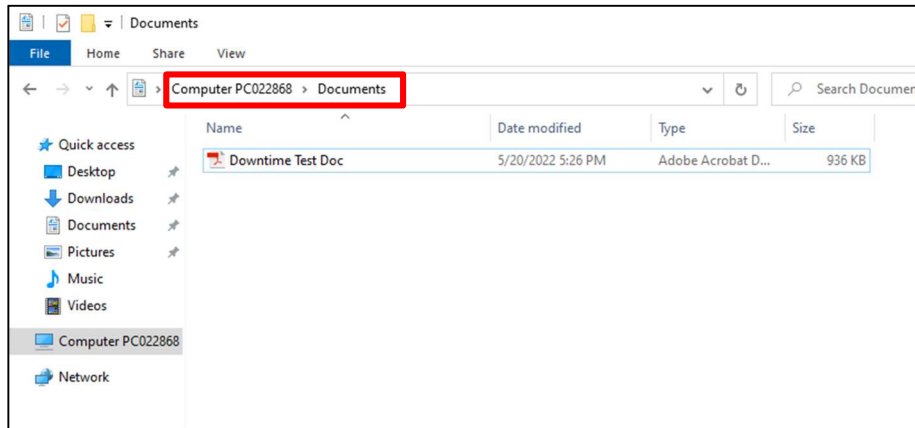 Documents
File Home Share View
Computer PC022868 > Documents
Search Documen
Name Date modified Type Size
Quick access
Downtime Test Doc 5/20/2022 5:26 PM Adobe Acrobat D... 936 KB
Desktop
Downloads
Documents
Pictures
Music
Videos
Computer PC022868
Network